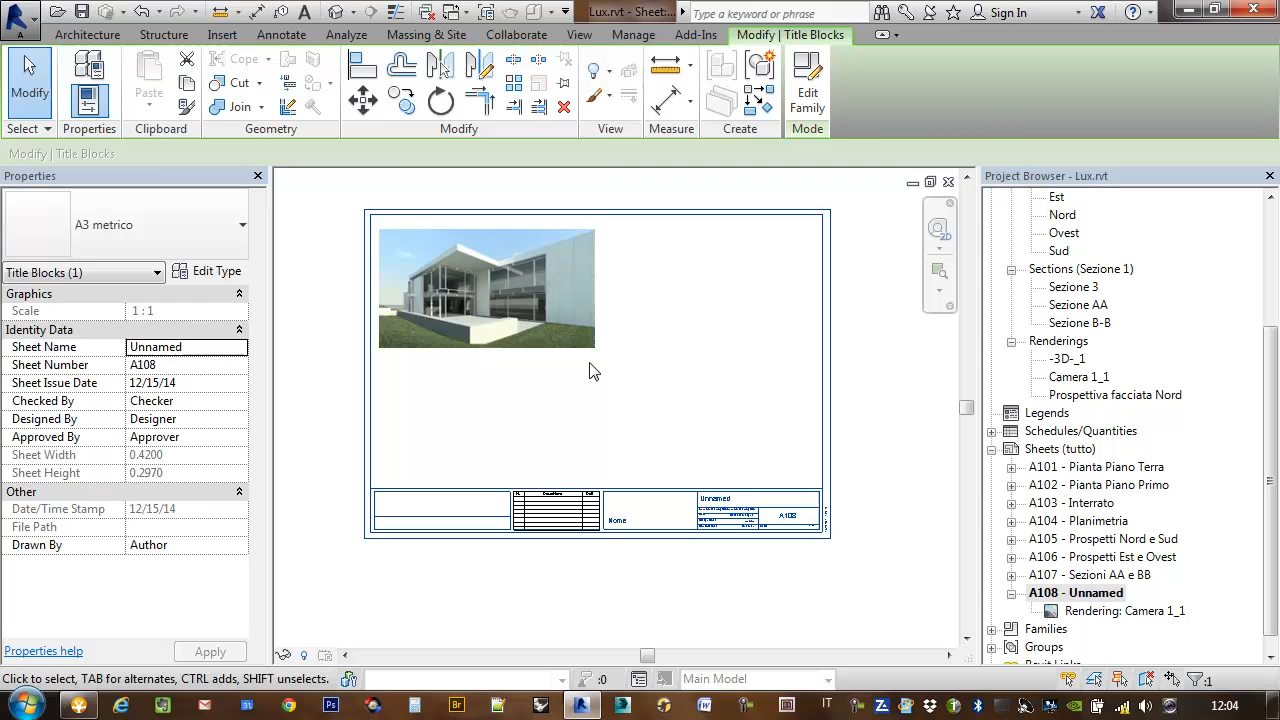 Lux.rvt - Sheet:...
Type a keyword or phrase
Sign In
Architecture Structure Insert Annotate Analyze Massing & Site Collaborate View Manage Add-Ins Modify | Title Blocks
Modify
Paste
Cope
Cut
Join
Edit
Family
Select Properties Clipboard Geometry Modify View Measure Create Mode
Modify | Title Blocks
Properties
A3 metrico
Title Blocks (1)
Edit Type
Graphics
Scale 1 : 1
Identity Data
Sheet Name Unnamed
Sheet Number A108
Sheet Issue Date 12/15/14
Checked By Checker
Designed By Designer
Approved By Approver
Sheet Width 0.4200
Sheet Height 0.2970
Other
Date/Time Stamp 12/15/14
File Path
Drawn By Author
Properties help
Apply
2D
Unnamed
Nome
A108
Project Browser - Lux.rvt
Est
Nord
Ovest
Sud
Sections (Sezione 1)
Sezione 3
Sezione AA
Sezione B-B
Renderings
-3D-_1
Camera 1_1
Prospettiva facciata Nord
Legends
Schedules/Quantities
Sheets (tutto)
A101 - Pianta Piano Terra
A102 - Pianta Piano Primo
A103 - Interrato
A104 - Planimetria
A105 - Prospetti Nord e Sud
A106 - Prospetti Est e Ovest
A107 - Sezioni AA e BB
A108 - Unnamed
Rendering: Camera 1_1
Families
Groups
Revit Links
Click to select, TAB for alternates, CTRL adds, SHIFT unselects.
:0
Main Model
:1
IT
12:04